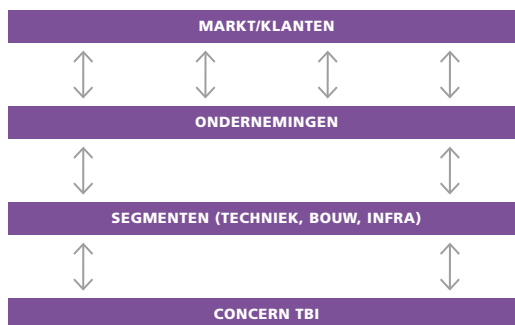 MARKT/KLANTEN
ONDERNEMINGEN
SEGMENTEN (TECHNIEK, BOUW, INFRA)
CONCERN TBI